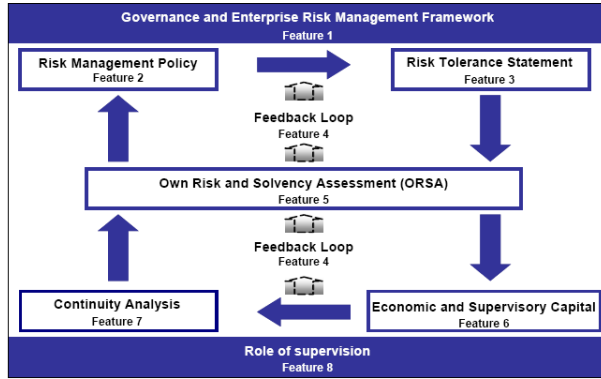 Governance and Enterprise Risk Management Framework
Feature 1
Risk Management Policy
Feature 2
Risk Tolerance Statement
Feature 3
Feedback Loop
Feature 4
Own Risk and Solvency Assessment (ORSA)
Feature 5
Feedback Loop
Feature 4
Continuity Analysis
Feature 7
Economic and Supervisory Capital
Feature 6
Role of supervision
Feature 8